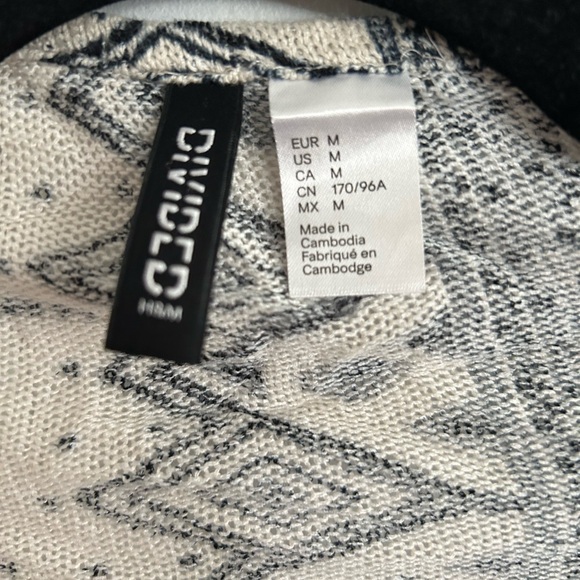 DIVIDED
H&M
EUR M
US M
CA M
CN 170/96A
MX M
Made in
Cambodia
Fabriqué en
Cambodge